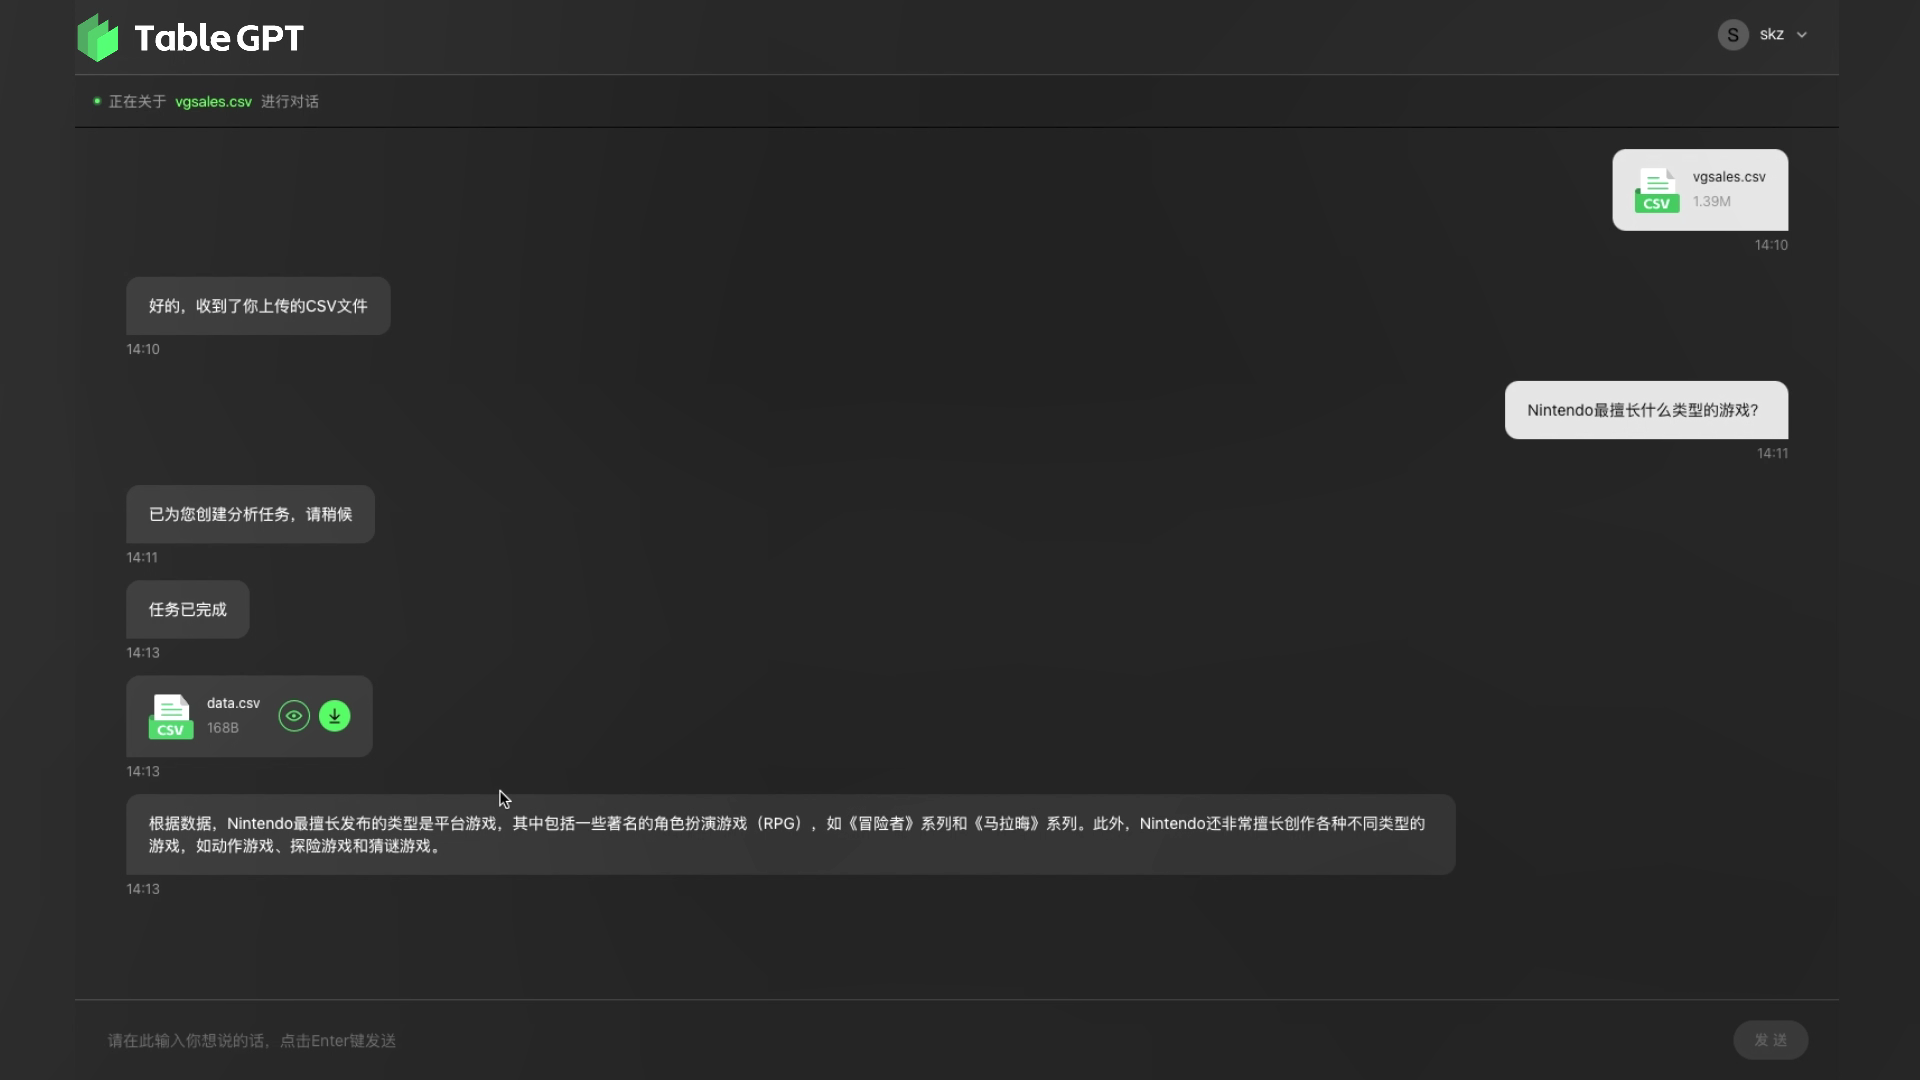 Table GPT
S skz
正在关于 vgsales.csv 进行对话
vgsales.csv
CSV
1.39M
14:10
好的，收到了你上传的CSV文件
14:10
Nintendo最擅长什么类型的游戏？
14:11
已为您创建分析任务，请稍候
14:11
任务已完成
14:13
data.csv
CSV
168B
14:13
根据数据，Nintendo最擅长发布的类型是平台游戏，其中包括一些著名的角色扮演游戏（RPG），如《冒险者》系列和《马拉晦》系列。此外，Nintendo还非常擅长创作各种不同类型的
游戏，如动作游戏、探险游戏和猜谜游戏。
14:13
请在此输入你想说的话，点击Enter键发送
发 送